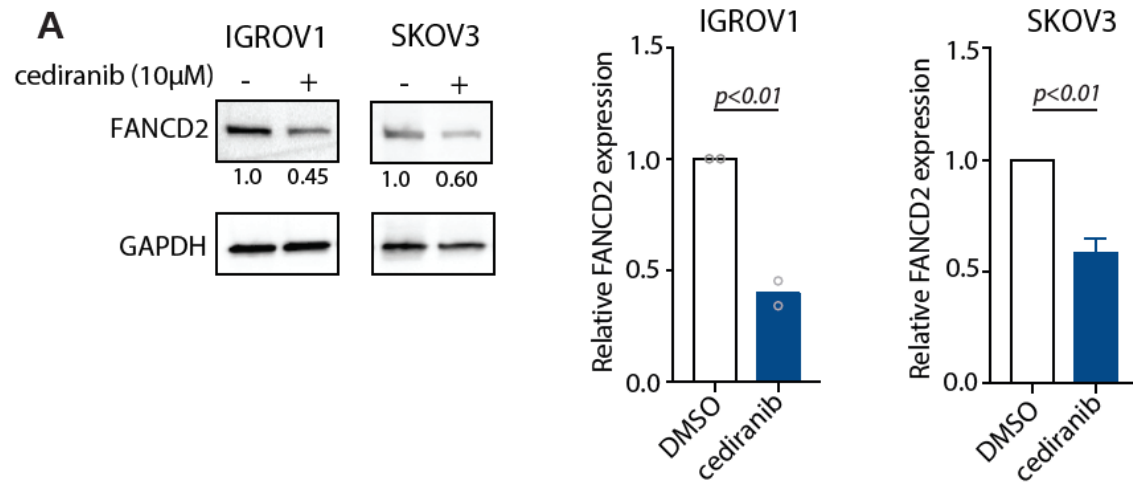 A
IGROV1 SKOV3
cediranib (10μM) - + - +
FANCD2
1.0 0.45 1.0 0.60
GAPDH
IGROV1
Relative FANCD2 expression
1.5
1.0
0.5
0.0
p<0.01
DMSO
cediranib
SKOV3
Relative FANCD2 expression
1.5
1.0
0.5
0.0
p<0.01
DMSO
cediranib